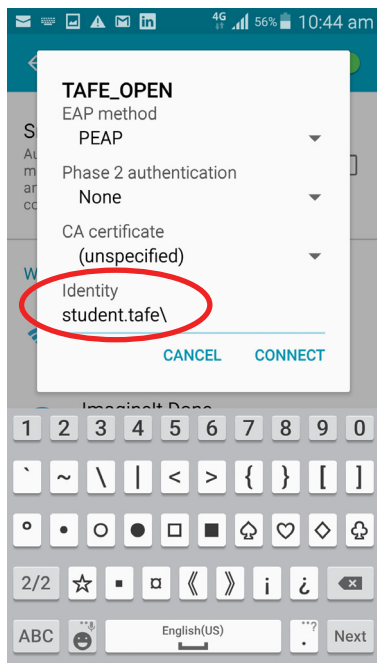 4G 56% 10:44 am
TAFE_OPEN
EAP method
PEAP
Phase 2 authentication
None
CA certificate
(unspecified)
Identity
student.tafe\
CANCEL CONNECT
1 2 3 4 5 6 7 8 9 0
` ~ \ | < > { } [ ]
° • ○ ● □ ■ ♤ ♡ ◇ ♧
2/2 ☆ ▪ ¤ 《 》 ¡ ¿
ABC English(US) . ? Next